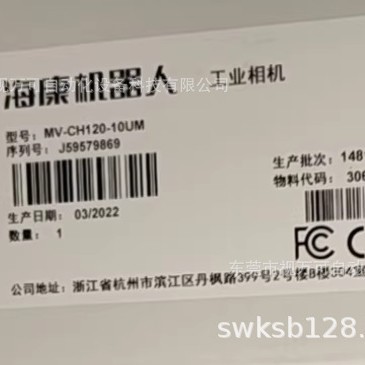 海康机器人 工业相机
型号: MV-CH120-10UM
序列号: J59579869
生产批次: 148
物料代码: 306
生产日期: 03/2022
数量: 1
FC
公司地址: 浙江省杭州市滨江区丹枫路399号2号楼B楼304室
swksb128.